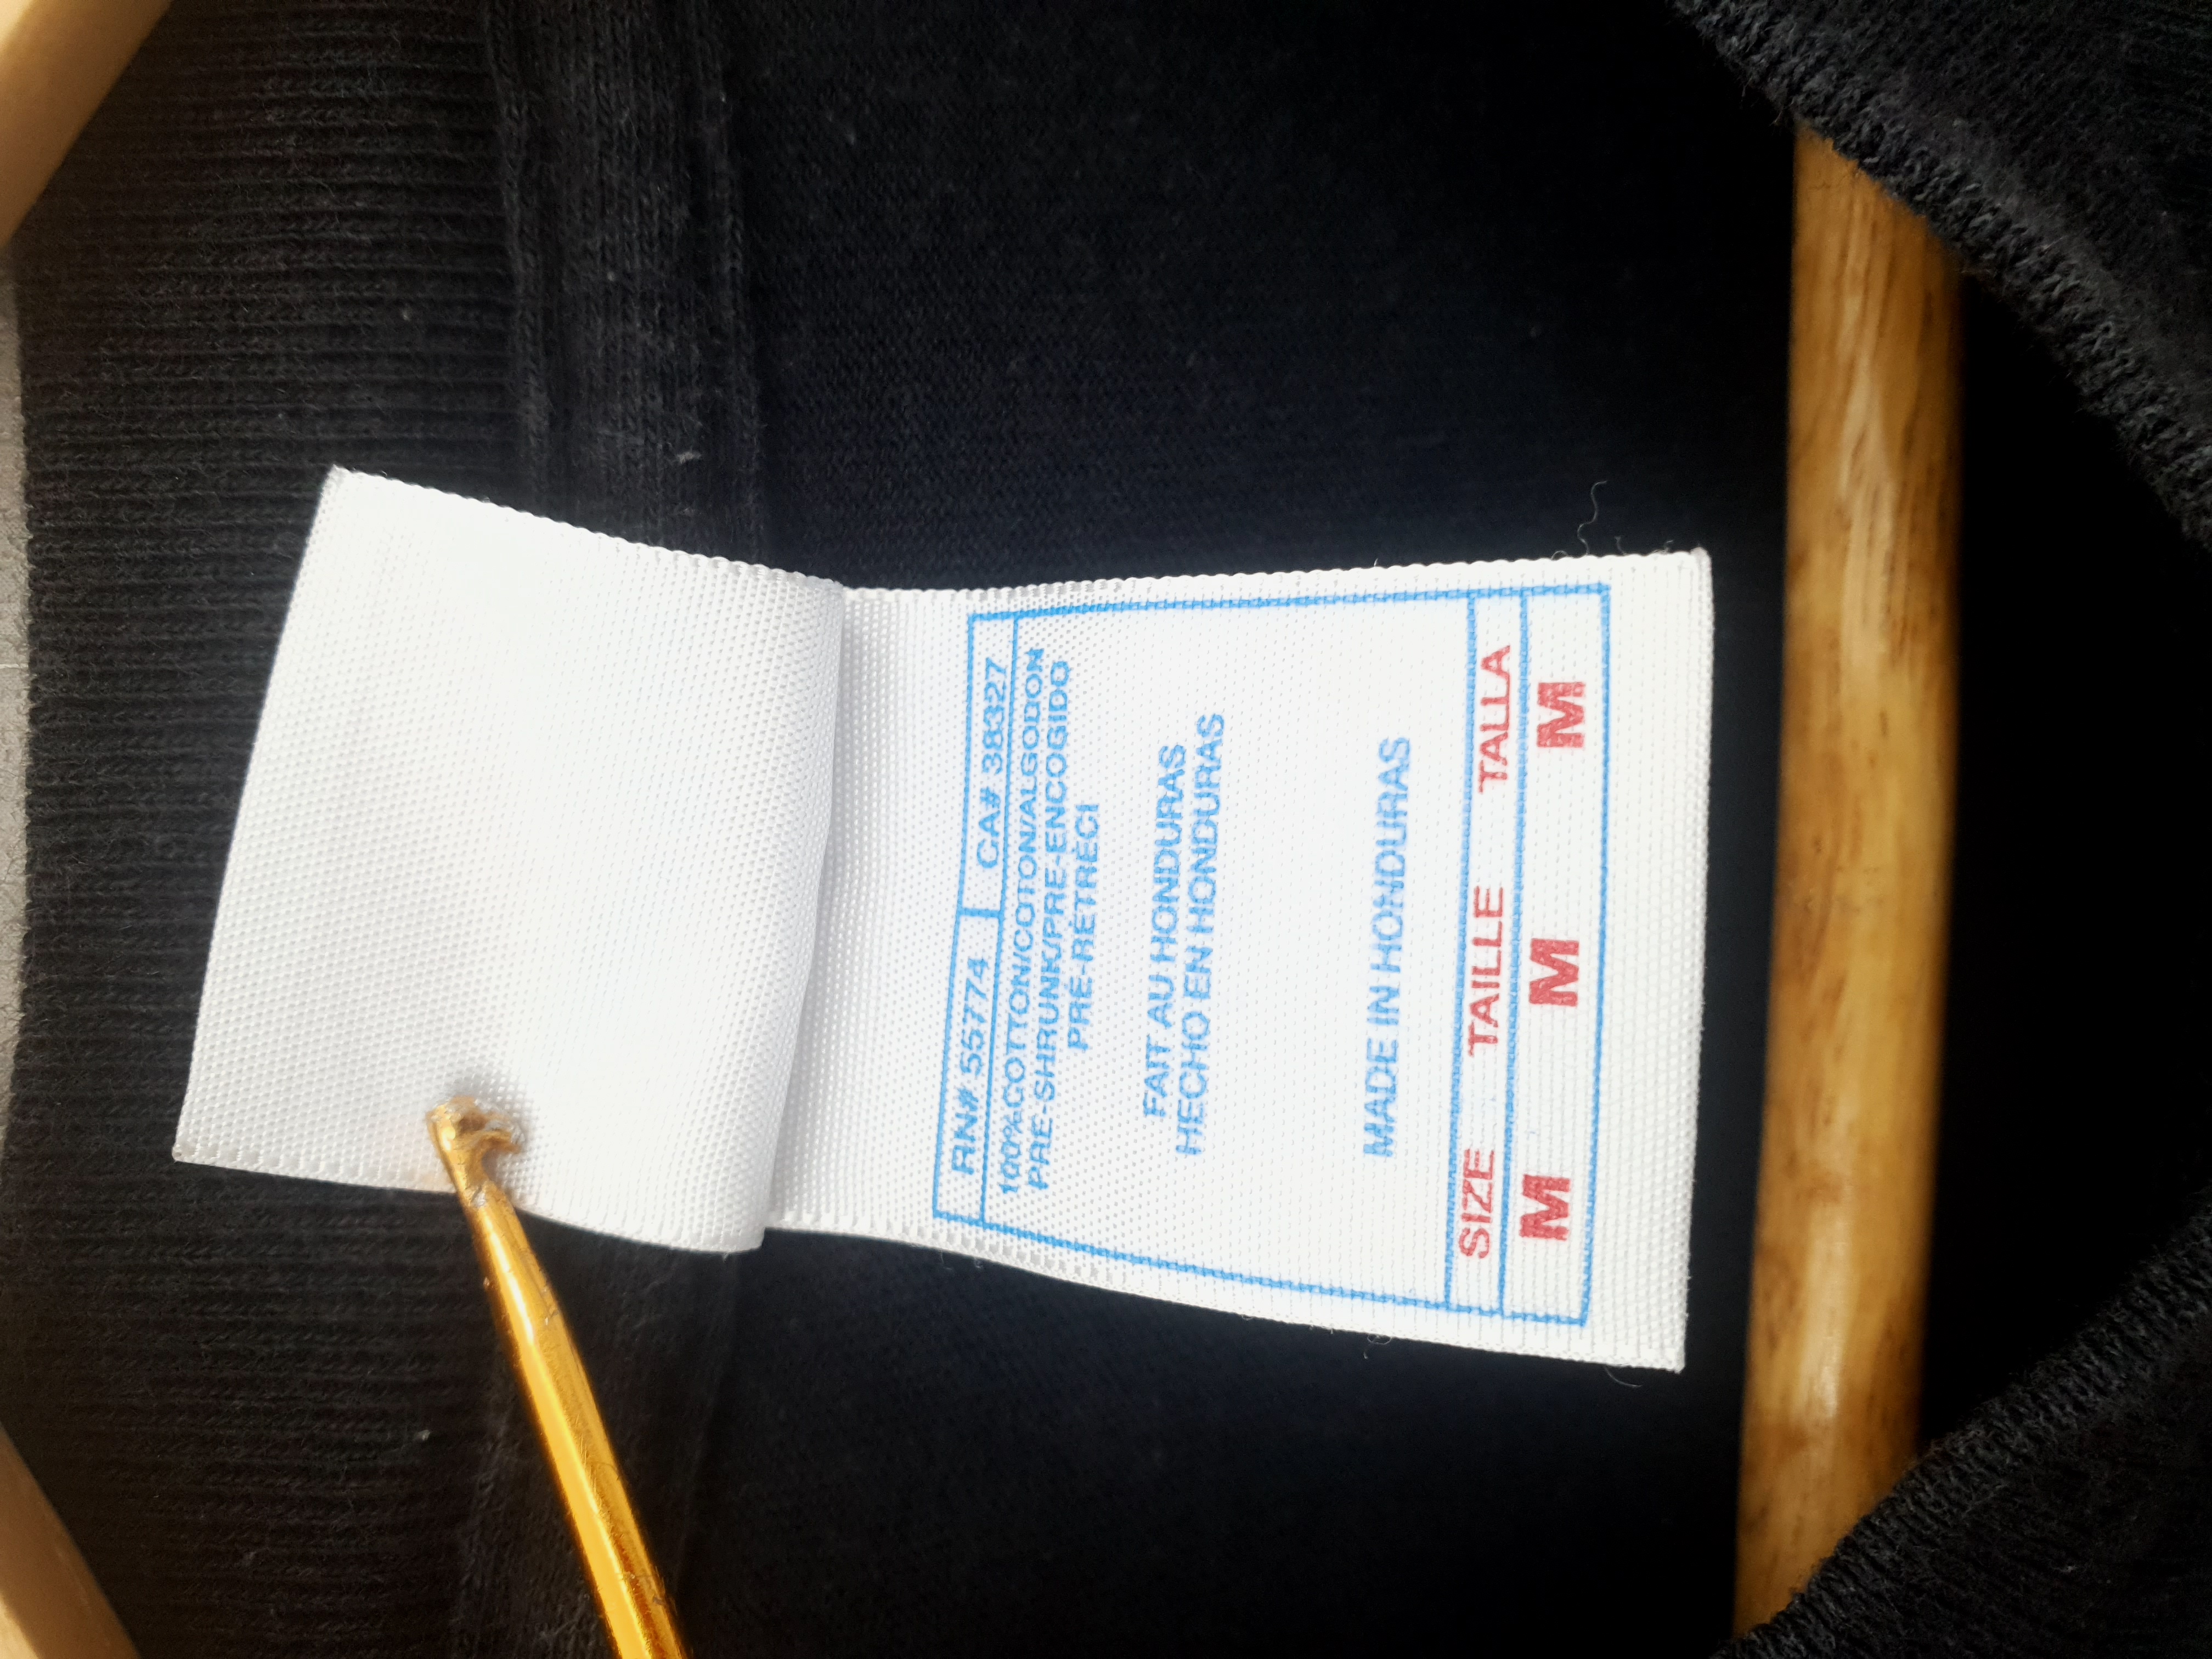 RN# 55774 CA# 38327
100%COTTON/COTON/ALGODON
PRE-SHRUNK/PRE-ENCOGIDO
PRE-RETRECI
FAIT AU HONDURAS
HECHO EN HONDURAS
MADE IN HONDURAS
SIZE TAILLE TALLA
M M M